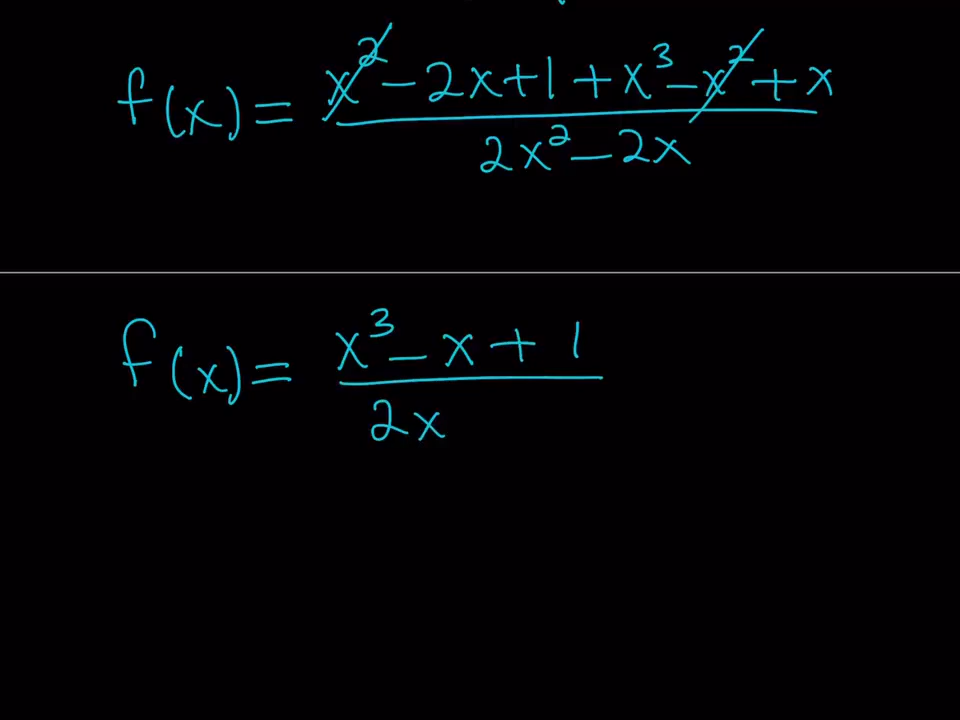 f(x) = (x² - 2x + 1 + x³ - x² + x) / (2x² - 2x)
f(x) = (x³ - x + 1) / (2x)